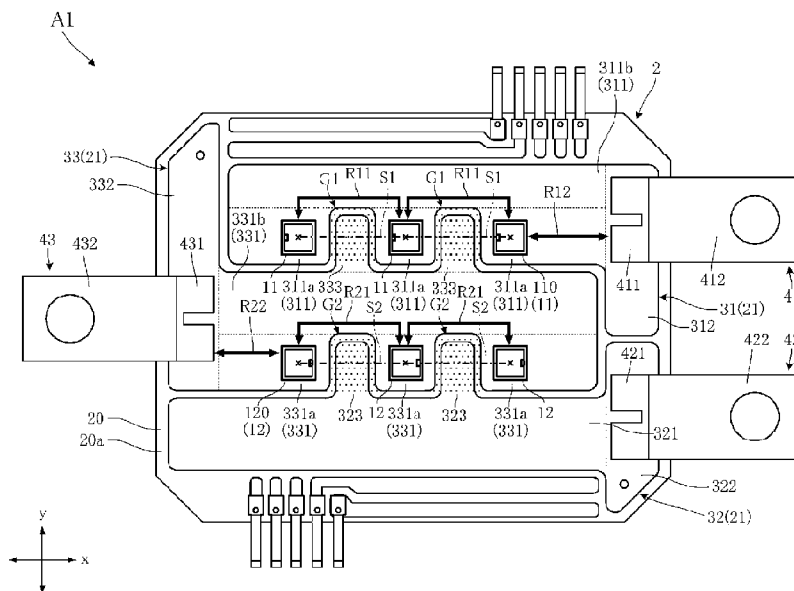 A1
311b
(311)
2
33(21)
332
G1
R11
S1
G1
R11
S1
R12
331b
(331)
43
432
431
11
311a
(311)
333
11
311a
(311)
333
311a
(311)
110
(11)
411
412
4
31(21)
312
R22
G2
R21
S2
G2
R21
S2
421
422
4
20
20a
120
(12)
331a
(331)
323
12
331a
(331)
323
331a
(331)
12
321
322
32(21)
y
x